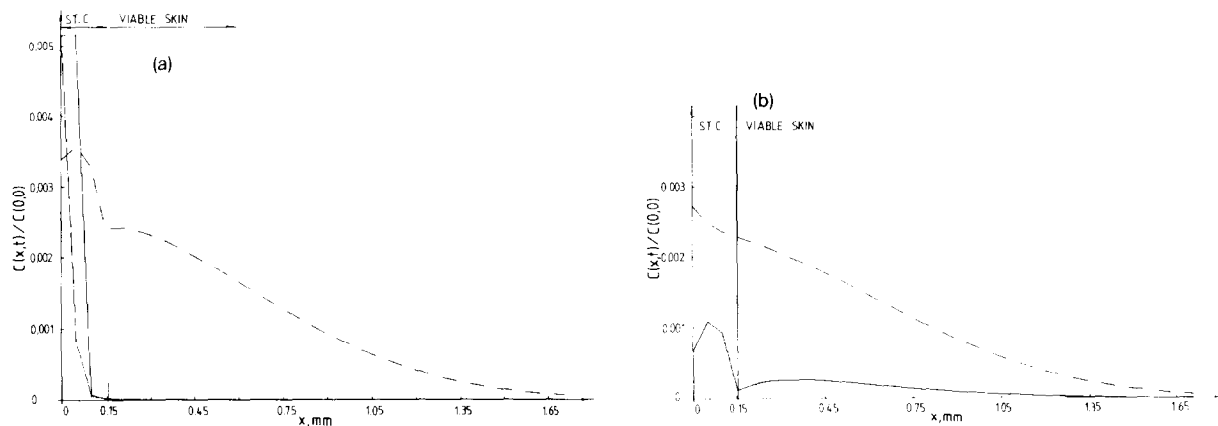 ST.C VIABLE SKIN
(a)
0.005
0.004
0.003
0.002
0.001
0
C(x,t)/C(0,0)
0 0.15 0.45 0.75 1.05 1.35 1.65
x, mm
(b)
ST.C VIABLE SKIN
0.003
0.002
0.001
0
C(x,t)/C(0,0)
0 0.15 0.45 0.75 1.05 1.35 1.65
x, mm